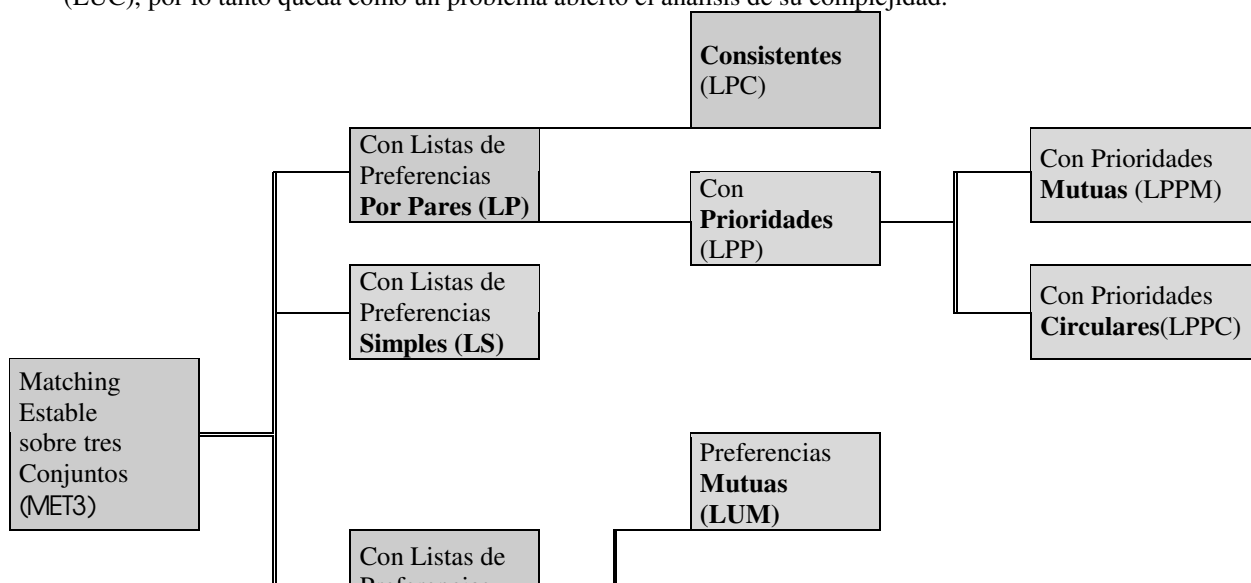 (LUC), por lo tanto queda como un problema abierto el análisis de su complejidad.
Consistentes
(LPC)
Con Listas de
Preferencias
Por Pares (LP)
Con
Prioridades
(LPP)
Con Prioridades
Mutuas (LPPM)
Con Listas de
Preferencias
Simples (LS)
Con Prioridades
Circulares(LPPC)
Matching
Estable
sobre tres
Conjuntos
(MET3)
Preferencias
Mutuas
(LUM)
Con Listas de
Preferencias